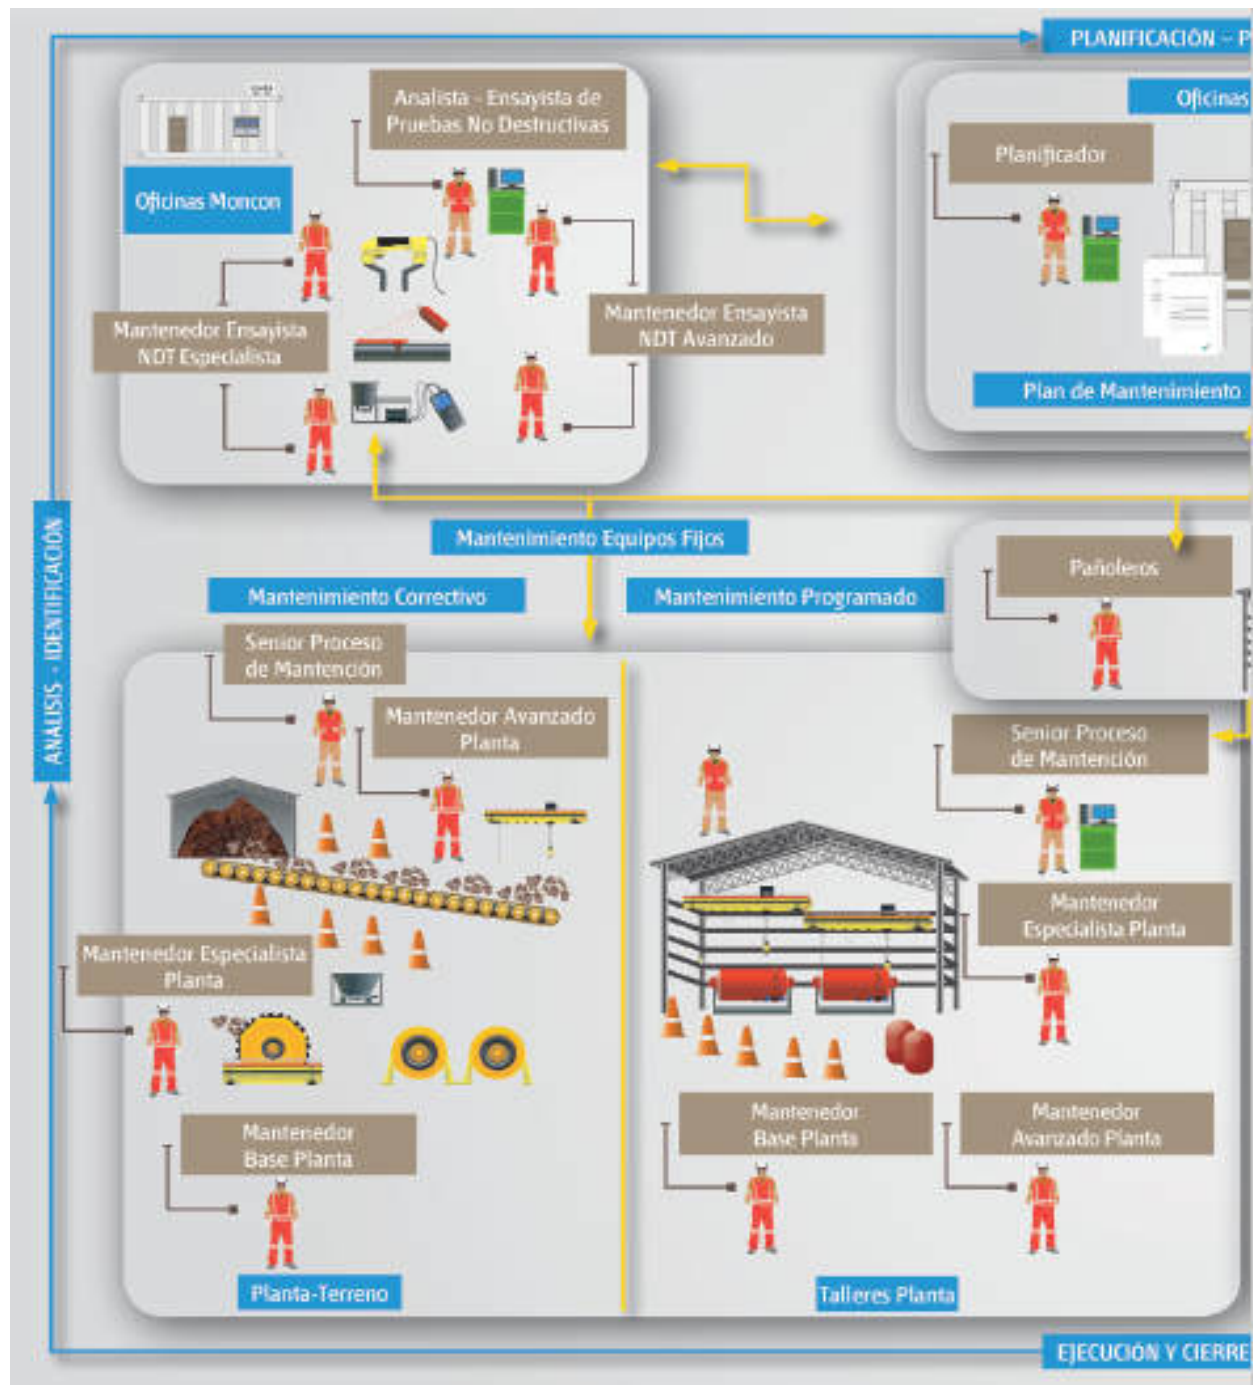 PLANIFICACIÓN – P
Analista - Ensayista de
Pruebas No Destructivas
Oficinas Moncon
Mantenedor Ensayista
NDT Especialista
Mantenedor Ensayista
NDT Avanzado
Oficinas
Planificador
Plan de Mantenimiento
ANÁLISIS - IDENTIFICACIÓN
Mantenimiento Equipos Fijos
Mantenimiento Correctivo
Mantenimiento Programado
Pañoleros
Senior Proceso
de Mantención
Mantenedor Avanzado
Planta
Mantenedor Especialista
Planta
Mantenedor
Base Planta
Planta-Terreno
Senior Proceso
de Mantención
Mantenedor
Especialista Planta
Mantenedor
Base Planta
Mantenedor
Avanzado Planta
Talleres Planta
EJECUCIÓN Y CIERRE